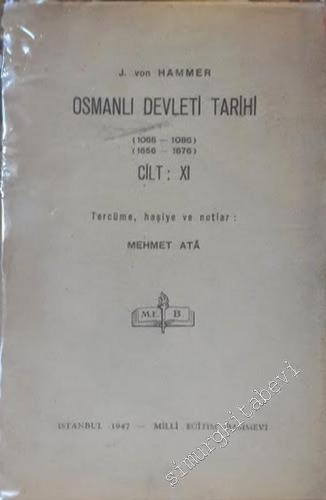 J. von HAMMER
OSMANLI DEVLETİ TARİHİ
(1066 — 1086)
(1656 — 1676)
CİLT : XI
Tercüme, haşiye ve notlar :
MEHMET ATÂ
M.E. B.
İSTANBUL 1947 — MİLLÎ EĞİTİM BASIMEVİ
simurgkitabevi